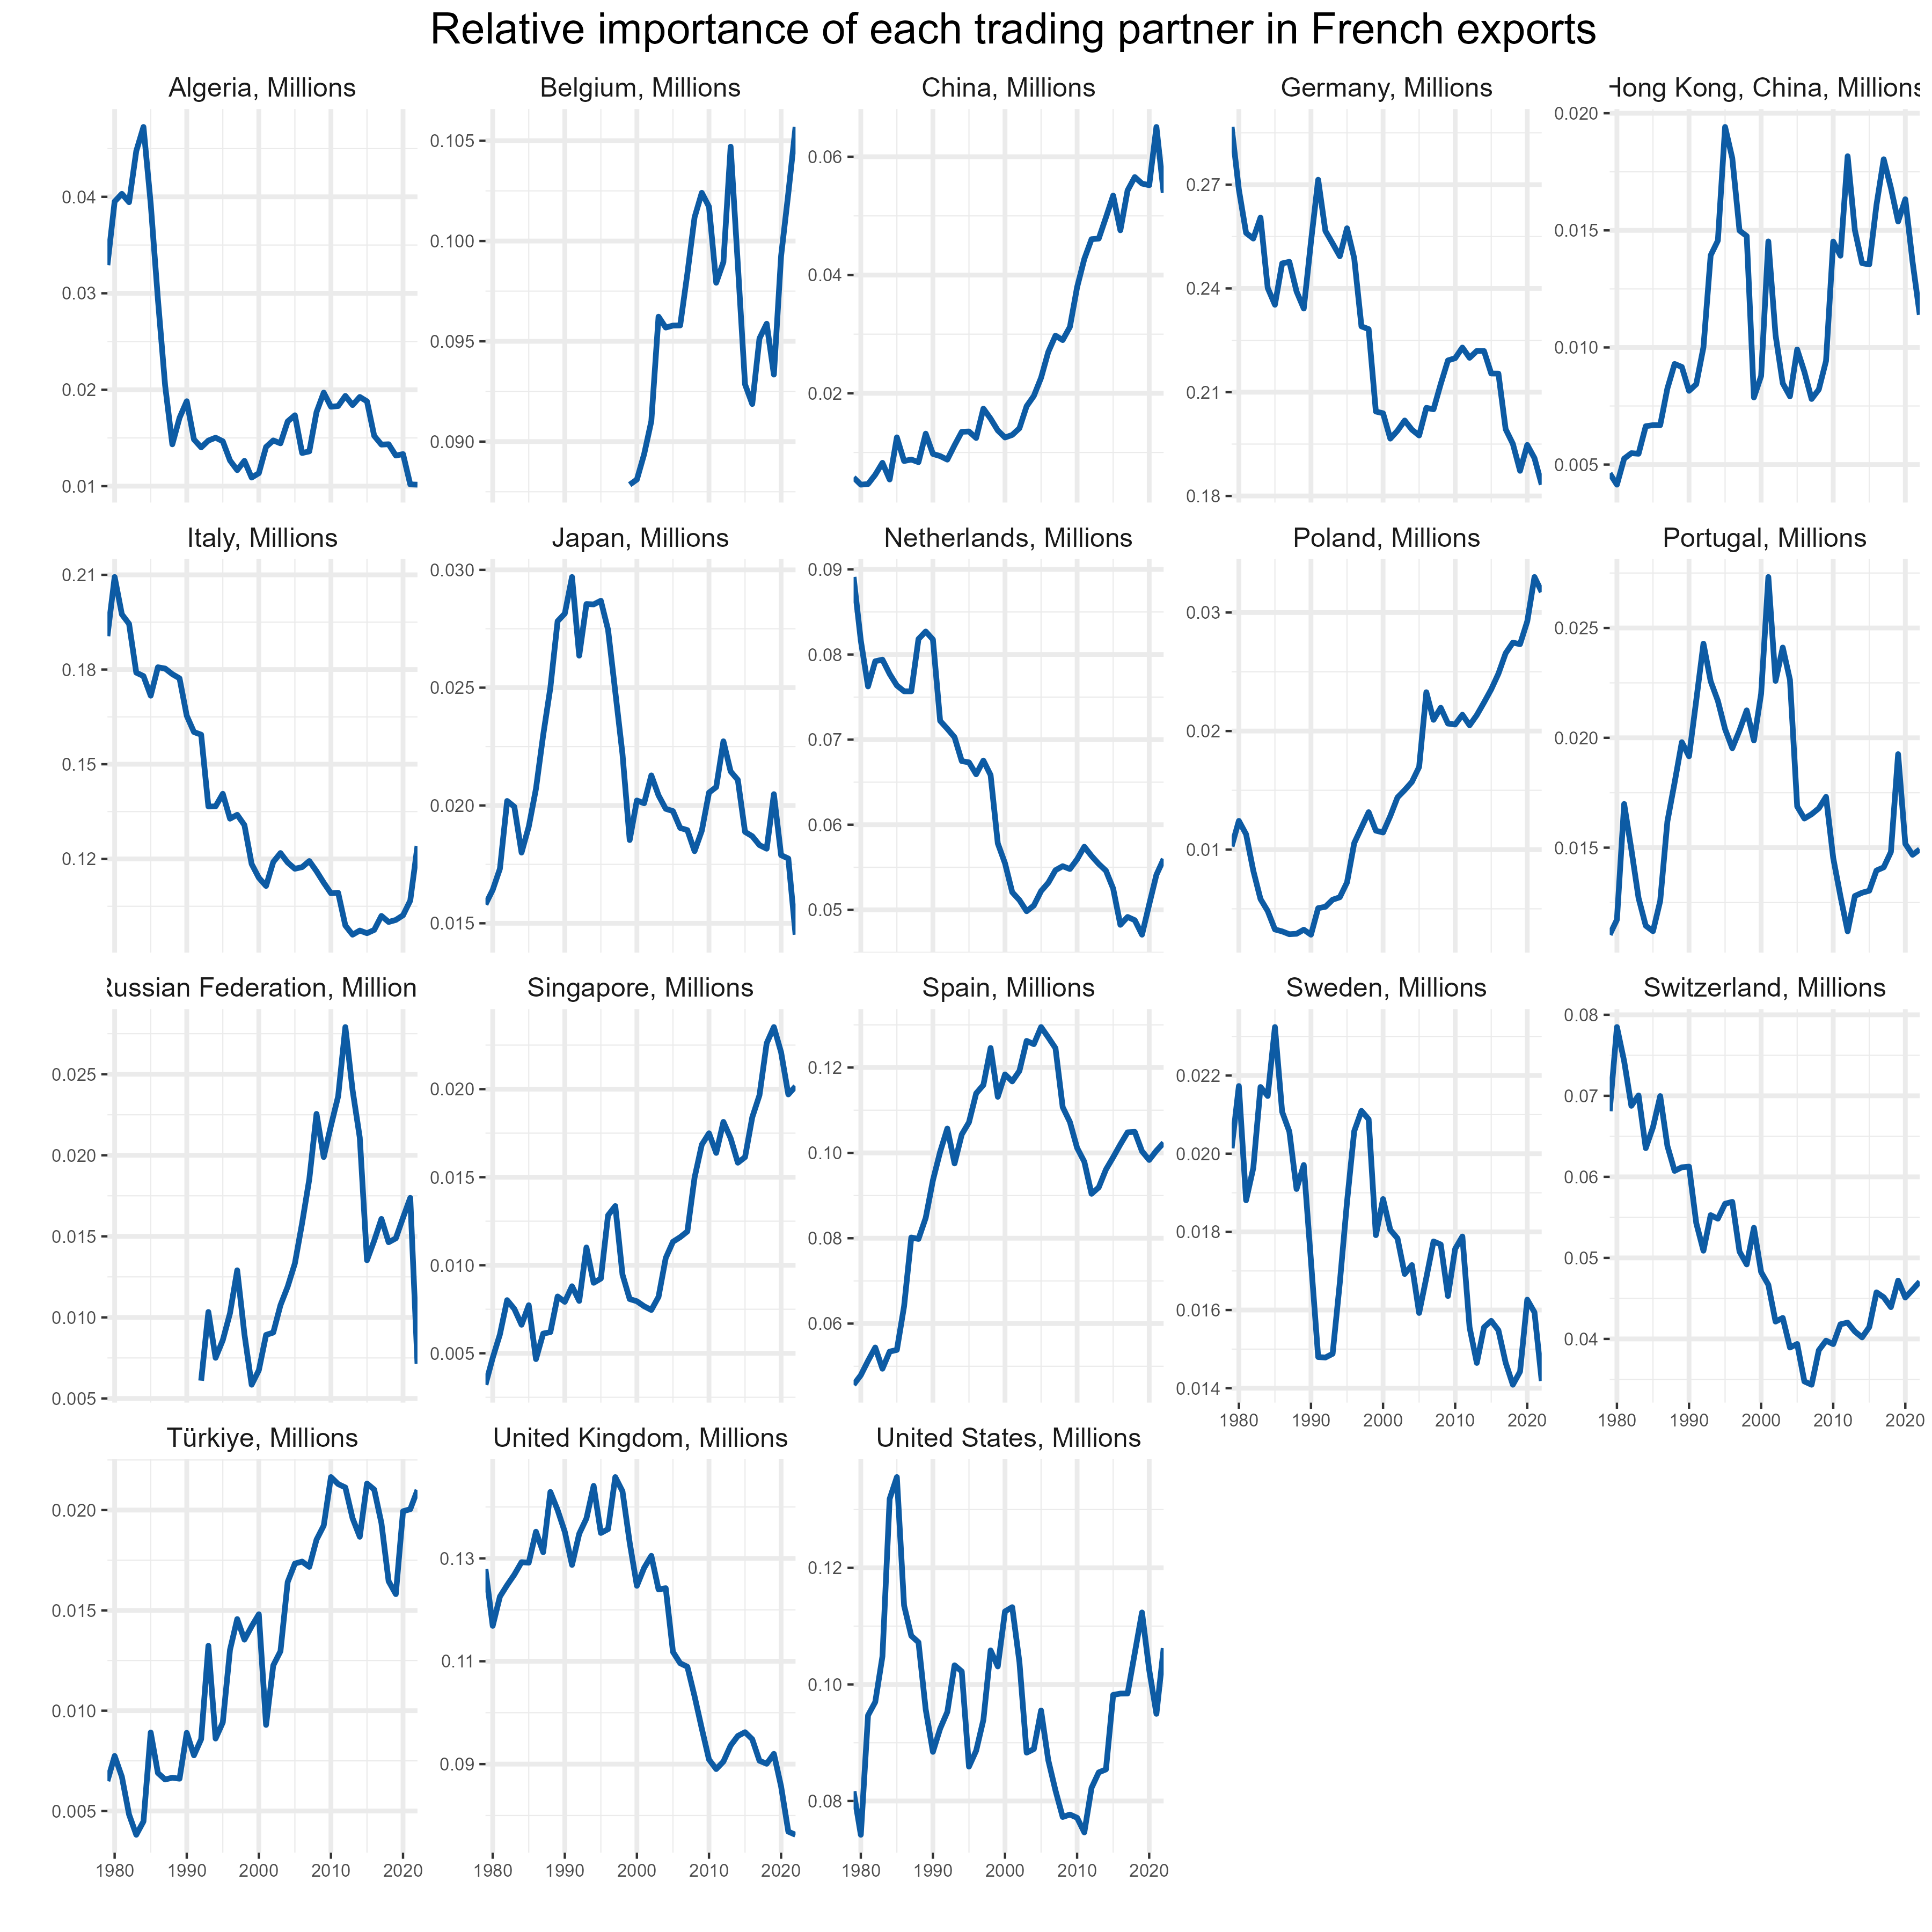 Relative importance of each trading partner in French exports
Algeria, Millions
Belgium, Millions
China, Millions
Germany, Millions
Hong Kong, China, Millions
0.04
0.03
0.02
0.01
0.105
0.100
0.095
0.090
0.06
0.04
0.02
0.27
0.24
0.21
0.18
0.020
0.015
0.010
0.005
Italy, Millions
Japan, Millions
Netherlands, Millions
Poland, Millions
Portugal, Millions
0.21
0.18
0.15
0.12
0.030
0.025
0.020
0.015
0.09
0.08
0.07
0.06
0.05
0.03
0.02
0.01
0.025
0.020
0.015
Russian Federation, Million
Singapore, Millions
Spain, Millions
Sweden, Millions
Switzerland, Millions
0.025
0.020
0.015
0.010
0.005
0.020
0.015
0.010
0.005
0.12
0.10
0.08
0.06
0.022
0.020
0.018
0.016
0.014
1980 1990 2000 2010 2020
0.08
0.07
0.06
0.05
0.04
1980 1990 2000 2010 2020
Türkiye, Millions
United Kingdom, Millions
United States, Millions
0.020
0.015
0.010
0.005
1980 1990 2000 2010 2020
0.13
0.11
0.09
1980 1990 2000 2010 2020
0.12
0.10
0.08
1980 1990 2000 2010 2020